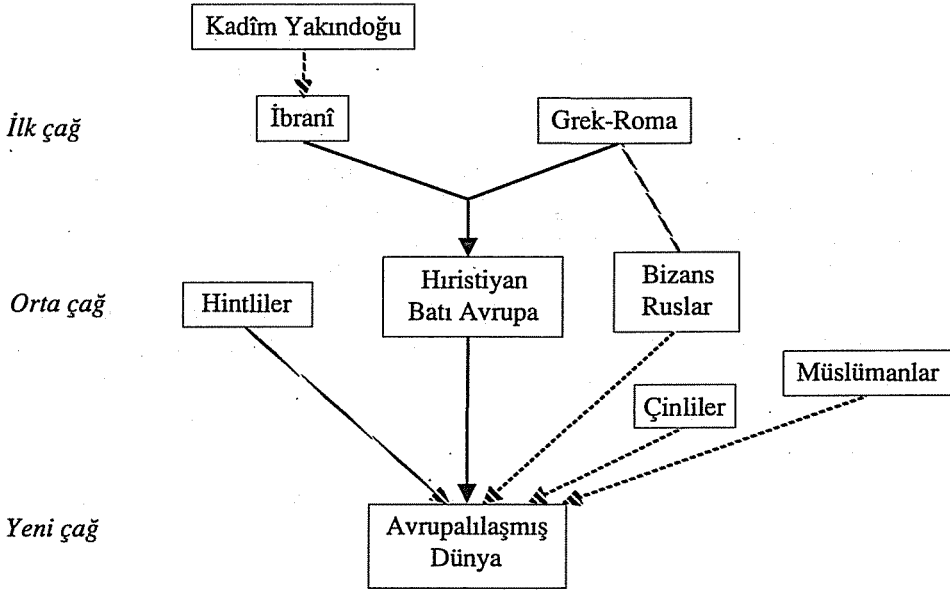 Kadîm Yakındoğu
İlk çağ
İbranî
Grek-Roma
Orta çağ
Hintliler
Hıristiyan
Batı Avrupa
Bizans
Ruslar
Müslümanlar
Çinliler
Yeni çağ
Avrupalılaşmış
Dünya